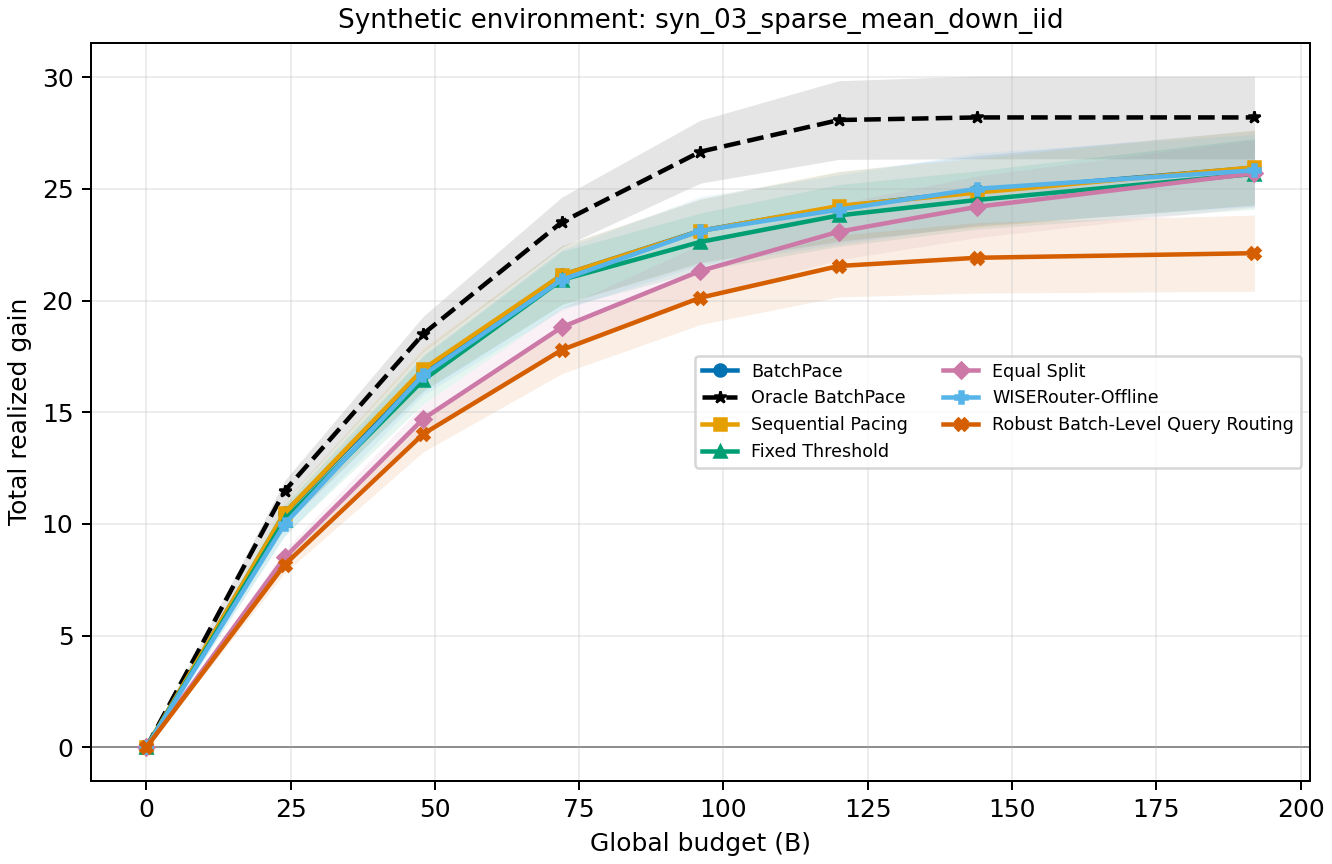 Synthetic environment: syn_03_sparse_mean_down_iid
Total realized gain
30
25
20
15
10
5
0
BatchPace
Oracle BatchPace
Sequential Pacing
Fixed Threshold
Equal Split
WISERouter-Offline
Robust Batch-Level Query Routing
0 25 50 75 100 125 150 175 200
Global budget (B)